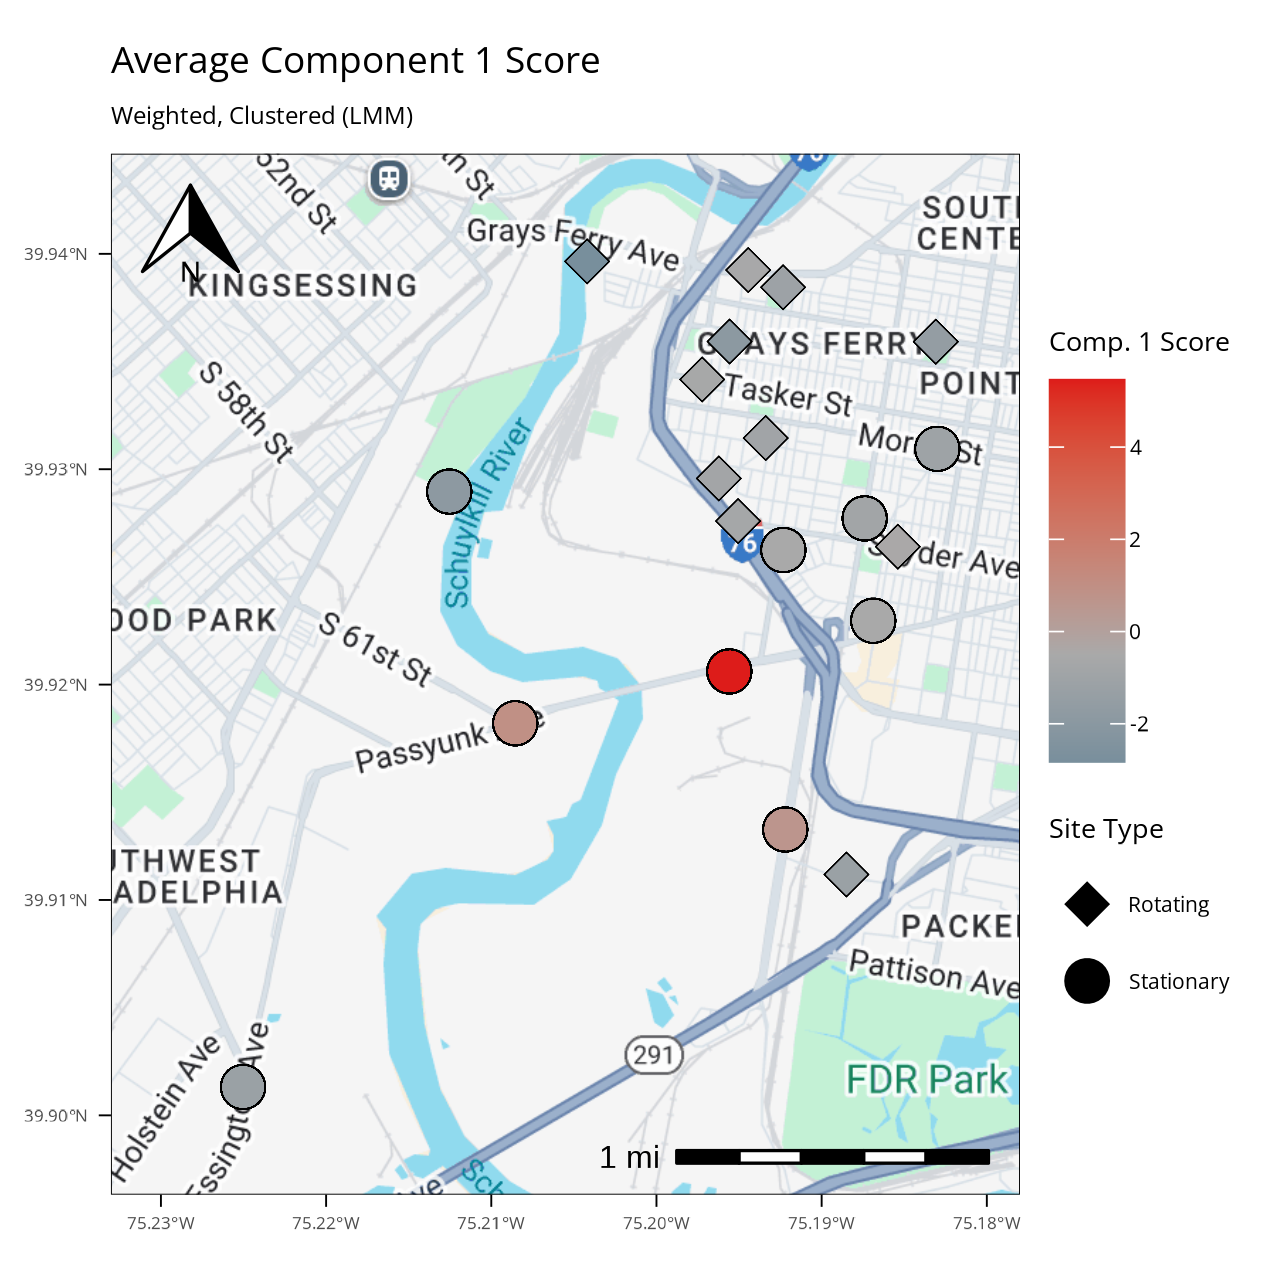 Average Component 1 Score
Weighted, Clustered (LMM)
52nd St
th St
76
SOUTH
CENTE
Grays Ferry Ave
N
KINGSESSING
39.94°N
GRAYS FERRY
S 58th St
Tasker St
POINT
St
39.93°N
Schuylkill River
76
Ave
OOD PARK
S 61st St
39.92°N
Passyunk
UTHWEST
ADELPHIA
39.91°N
PACKE
Pattison Ave
291
FDR Park
Holstein Ave
Essington Ave
39.90°N
1 mi
Sch
ve
75.23°W
75.22°W
75.21°W
75.20°W
75.19°W
75.18°W
Comp. 1 Score
4
2
0
-2
Site Type
Rotating
Stationary